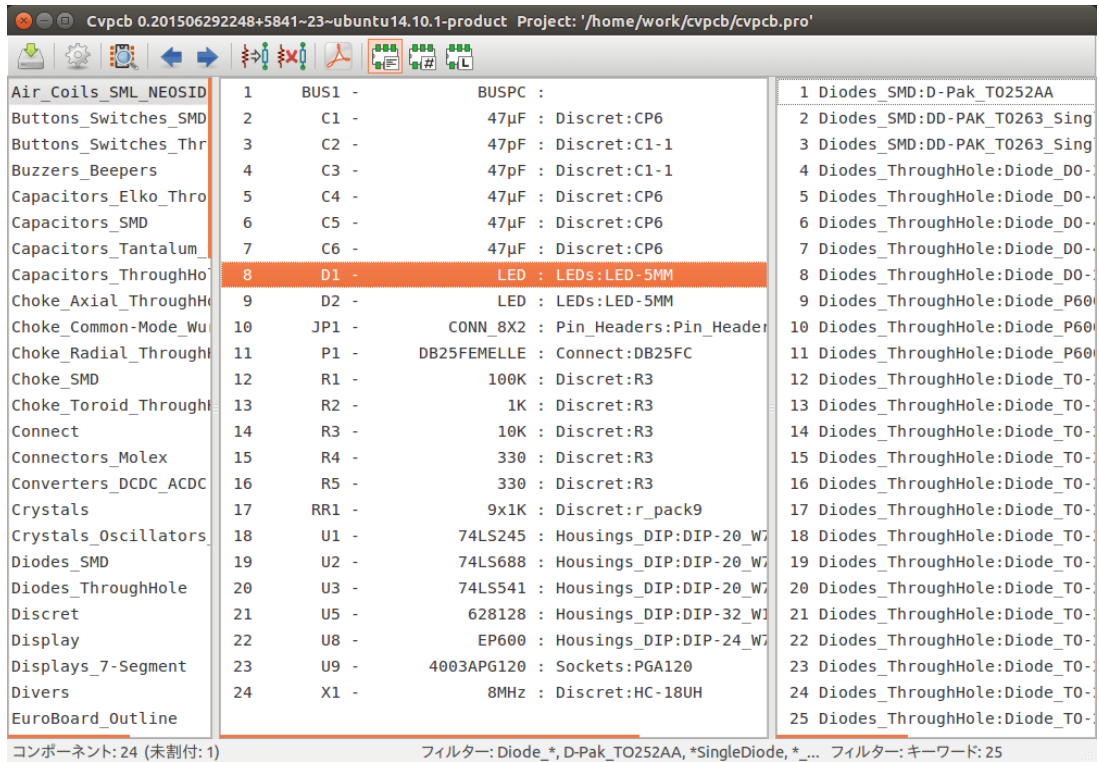 Cvpcb 0.201506292248+5841~23~ubuntu14.10.1-product Project: '/home/work/cvpcb/cvpcb.pro'
Air_Coils_SML_NEOSID
Buttons_Switches_SMD
Buttons_Switches_Thr
Buzzers_Beepers
Capacitors_Elko_Thro
Capacitors_SMD
Capacitors_Tantalum_
Capacitors_ThroughHo
Choke_Axial_ThroughH
Choke_Common-Mode_Wu
Choke_Radial_Through
Choke_SMD
Choke_Toroid_Through
Connect
Connectors_Molex
Converters_DCDC_ACDC
Crystals
Crystals_Oscillators_
Diodes_SMD
Diodes_ThroughHole
Discret
Display
Displays_7-Segment
Divers
EuroBoard_Outline
1 BUS1 - BUSPC :
2 C1 - 47µF : Discret:CP6
3 C2 - 47pF : Discret:C1-1
4 C3 - 47pF : Discret:C1-1
5 C4 - 47µF : Discret:CP6
6 C5 - 47µF : Discret:CP6
7 C6 - 47µF : Discret:CP6
8 D1 - LED : LEDs:LED-5MM
9 D2 - LED : LEDs:LED-5MM
10 JP1 - CONN_8X2 : Pin_Headers:Pin_Header
11 P1 - DB25FEMELLE : Connect:DB25FC
12 R1 - 100K : Discret:R3
13 R2 - 1K : Discret:R3
14 R3 - 10K : Discret:R3
15 R4 - 330 : Discret:R3
16 R5 - 330 : Discret:R3
17 RR1 - 9x1K : Discret:r_pack9
18 U1 - 74LS245 : Housings_DIP:DIP-20_W7
19 U2 - 74LS688 : Housings_DIP:DIP-20_W7
20 U3 - 74LS541 : Housings_DIP:DIP-20_W7
21 U5 - 628128 : Housings_DIP:DIP-32_W1
22 U8 - EP600 : Housings_DIP:DIP-24_W7
23 U9 - 4003APG120 : Sockets:PGA120
24 X1 - 8MHz : Discret:HC-18UH
1 Diodes_SMD:D-Pak_TO252AA
2 Diodes_SMD:DD-PAK_TO263_Sing
3 Diodes_SMD:DD-PAK_TO263_Sing
4 Diodes_ThroughHole:Diode_DO-
5 Diodes_ThroughHole:Diode_DO-
6 Diodes_ThroughHole:Diode_DO-
7 Diodes_ThroughHole:Diode_DO-
8 Diodes_ThroughHole:Diode_DO-
9 Diodes_ThroughHole:Diode_P60
10 Diodes_ThroughHole:Diode_P60
11 Diodes_ThroughHole:Diode_P60
12 Diodes_ThroughHole:Diode_TO-
13 Diodes_ThroughHole:Diode_TO-
14 Diodes_ThroughHole:Diode_TO-
15 Diodes_ThroughHole:Diode_TO-
16 Diodes_ThroughHole:Diode_TO-
17 Diodes_ThroughHole:Diode_TO-
18 Diodes_ThroughHole:Diode_TO-
19 Diodes_ThroughHole:Diode_TO-
20 Diodes_ThroughHole:Diode_TO-
21 Diodes_ThroughHole:Diode_TO-
22 Diodes_ThroughHole:Diode_TO-
23 Diodes_ThroughHole:Diode_TO-
24 Diodes_ThroughHole:Diode_TO-
25 Diodes_ThroughHole:Diode_TO-
コンポーネント: 24 (未割付: 1) フィルター: Diode_*, D-Pak_TO252AA, *SingleDiode, *_... フィルター: キーワード: 25